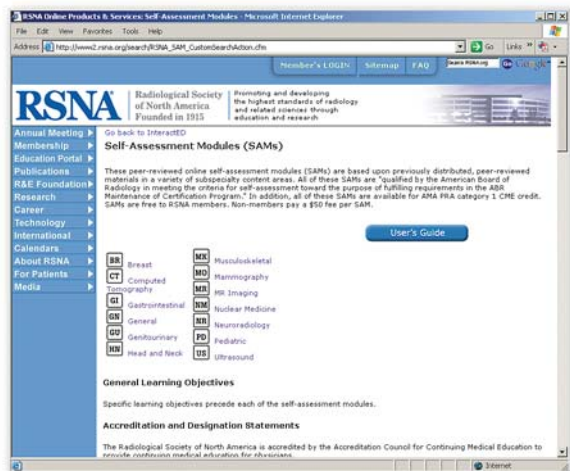 RSNA Online Products & Services: Self-Assessment Modules - Microsoft Internet Explorer
File Edit View Favorites Tools Help
Address http://www2.rsna.org/search/RSNA_SAM_CustomSearchAction.cfm Go Links »
Member's LOGIN Sitemap FAQ Search RSNA.org Go Google
RSNA
Radiological Society
of North America
Founded in 1915
Promoting and developing
the highest standards of radiology
and related sciences through
education and research
Annual Meeting
Membership
Education Portal
Publications
R&E Foundation
Research
Career
Technology
International
Calendars
About RSNA
For Patients
Media
Go back to InteractED
Self-Assessment Modules (SAMs)
These peer-reviewed online self-assessment modules (SAMs) are based upon previously distributed, peer-reviewed
materials in a variety of subspecialty content areas. All of these SAMs are "qualified by the American Board of
Radiology in meeting the criteria for self-assessment toward the purpose of fulfilling requirements in the ABR
Maintenance of Certification Program." In addition, all of these SAMs are available for AMA PRA category 1 CME credit.
SAMs are free to RSNA members. Non-members pay a $50 fee per SAM.
User's Guide
BR Breast
CT Computed
Tomography
GI Gastrointestinal
GN General
GU Genitourinary
HN Head and Neck
MK Musculoskeletal
MO Mammography
MR MR Imaging
NM Nuclear Medicine
NR Neuroradiology
PD Pediatric
US Ultrasound
General Learning Objectives
Specific learning objectives precede each of the self-assessment modules.
Accreditation and Designation Statements
The Radiological Society of North America is accredited by the Accreditation Council for Continuing Medical Education to
provide continuing medical education for physicians.
Internet